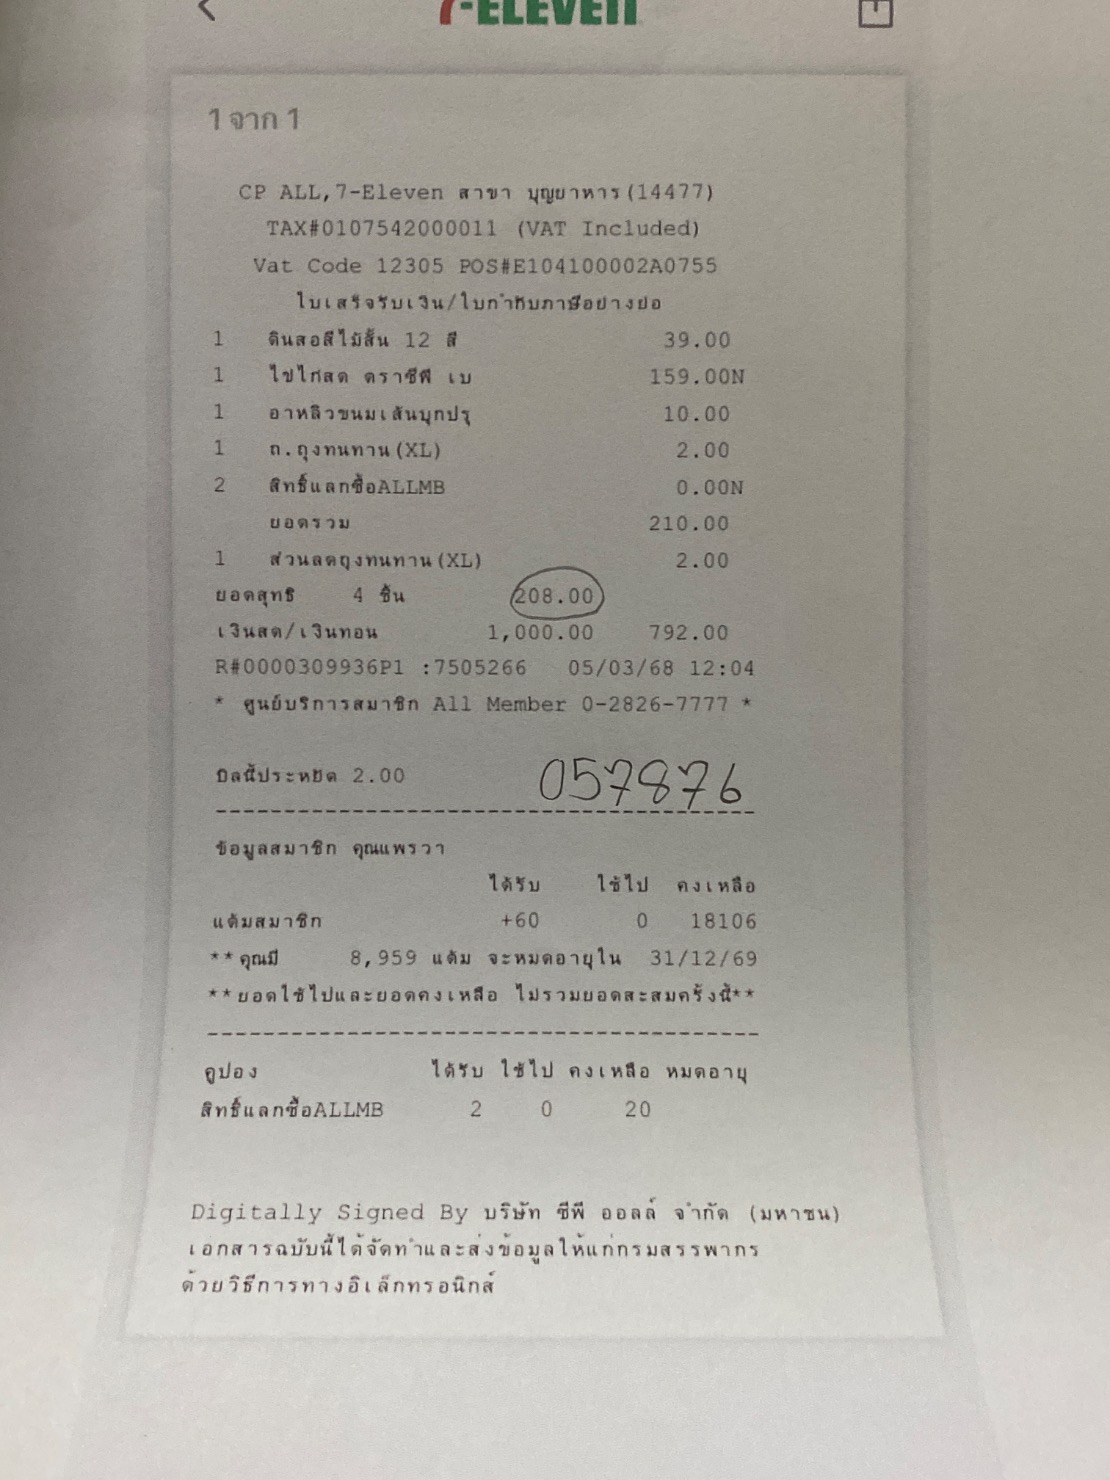 7-ELEVEn
1 จาก 1
CP ALL,7-Eleven สาขา บุญยาหาร(14477)
TAX#0107542000011 (VAT Included)
Vat Code 12305 POS#E104100002A0755
ใบเสร็จรับเงิน/ใบกำกับภาษีอย่างย่อ
1 ดินสอสีไม้สั้น 12 สี 39.00
1 ไข่ไก่สด ตราซีพี เบ 159.00N
1 อาหลิวขนมเส้นบุกปรุ 10.00
1 ถ.ถุงทนทาน(XL) 2.00
2 สิทธิ์แลกซื้อALLMB 0.00N
ยอดรวม 210.00
1 ส่วนลดถุงทนทาน(XL) 2.00
ยอดสุทธิ 4 ชิ้น 208.00
เงินสด/เงินทอน 1,000.00 792.00
R#0000309936P1 :7505266 05/03/68 12:04
* ศูนย์บริการสมาชิก All Member 0-2826-7777 *
บิลนี้ประหยัด 2.00 057876
ข้อมูลสมาชิก คุณแพรวา
ได้รับ ใช้ไป คงเหลือ
แต้มสมาชิก +60 0 18106
**คุณมี 8,959 แต้ม จะหมดอายุใน 31/12/69
**ยอดใช้ไปและยอดคงเหลือ ไม่รวมยอดสะสมครั้งนี้**
คูปอง ได้รับ ใช้ไป คงเหลือ หมดอายุ
สิทธิ์แลกซื้อALLMB 2 0 20
Digitally Signed By บริษัท ซีพี ออลล์ จำกัด (มหาชน)
เอกสารฉบับนี้ได้จัดทำและส่งข้อมูลให้แก่กรมสรรพากร
ด้วยวิธีการทางอิเล็กทรอนิกส์